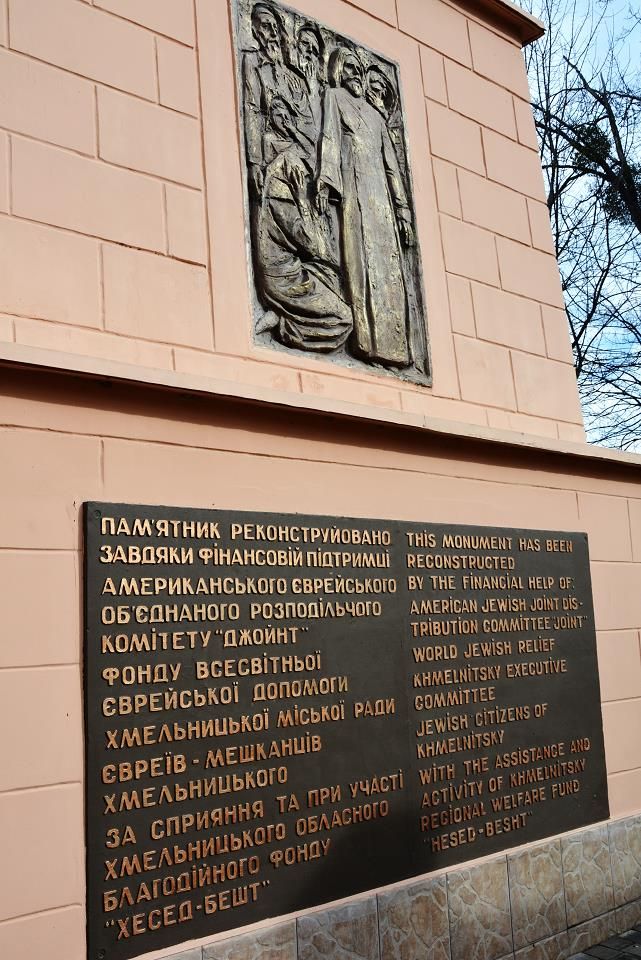 ПАМ'ЯТНИК РЕКОНСТРУЙОВАНО
ЗАВДЯКИ ФІНАНСОВІЙ ПІДТРИМЦІ
АМЕРИКАНСЬКОГО ЄВРЕЙСЬКОГО
ОБ'ЄДНАНОГО РОЗПОДІЛЬЧОГО
КОМІТЕТУ "ДЖОЙНТ"
ФОНДУ ВСЕСВІТНЬОЇ
ЄВРЕЙСЬКОЇ ДОПОМОГИ
ХМЕЛЬНИЦЬКОЇ МІСЬКОЇ РАДИ
ЄВРЕЇВ - МЕШКАНЦІВ
ХМЕЛЬНИЦЬКОГО
ЗА СПРИЯННЯ ТА ПРИ УЧАСТІ
ХМЕЛЬНИЦЬКОГО ОБЛАСНОГО
БЛАГОДІЙНОГО ФОНДУ
"ХЕСЕД-БЕШТ"
THIS MONUMENT HAS BEEN
RECONSTRUCTED
BY THE FINANCIAL HELP OF:
AMERICAN JEWISH JOINT DIS-
TRIBUTION COMMITTEE "JOINT"
WORLD JEWISH RELIEF
KHMELNITSKY EXECUTIVE
COMMITTEE
JEWISH CITIZENS OF
KHMELNITSKY
WITH THE ASSISTANCE AND
ACTIVITY OF KHMELNITSKY
REGIONAL WELFARE FUND
"HESED-BESHT"